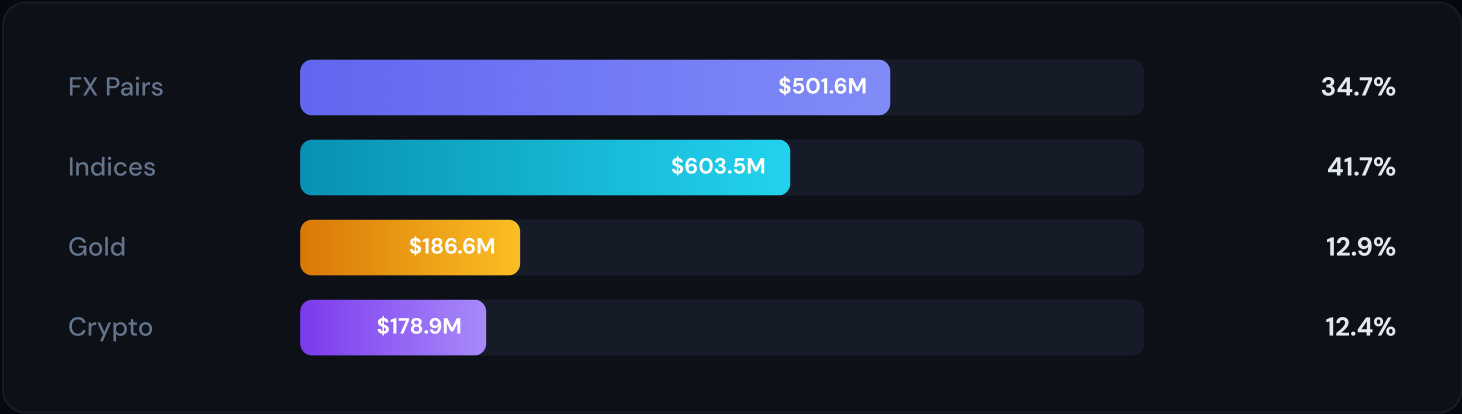 FX Pairs $501.6M 34.7%
Indices $603.5M 41.7%
Gold $186.6M 12.9%
Crypto $178.9M 12.4%